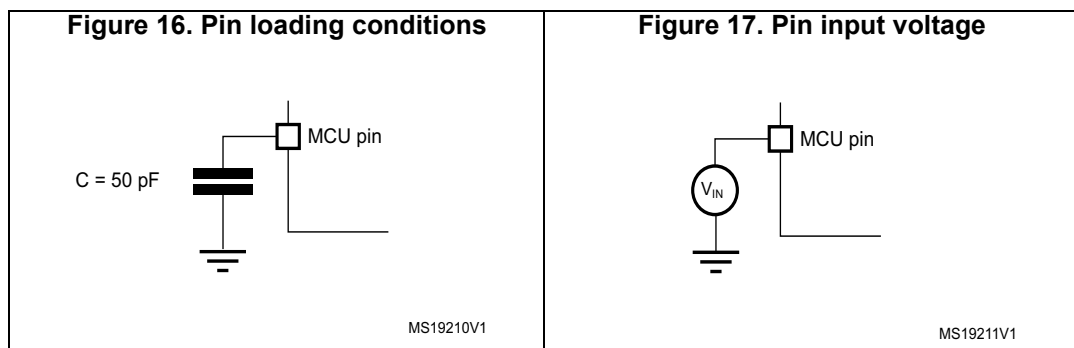 Figure 16. Pin loading conditions
MCU pin
C = 50 pF
MS19210V1
Figure 17. Pin input voltage
MCU pin
VIN
MS19211V1